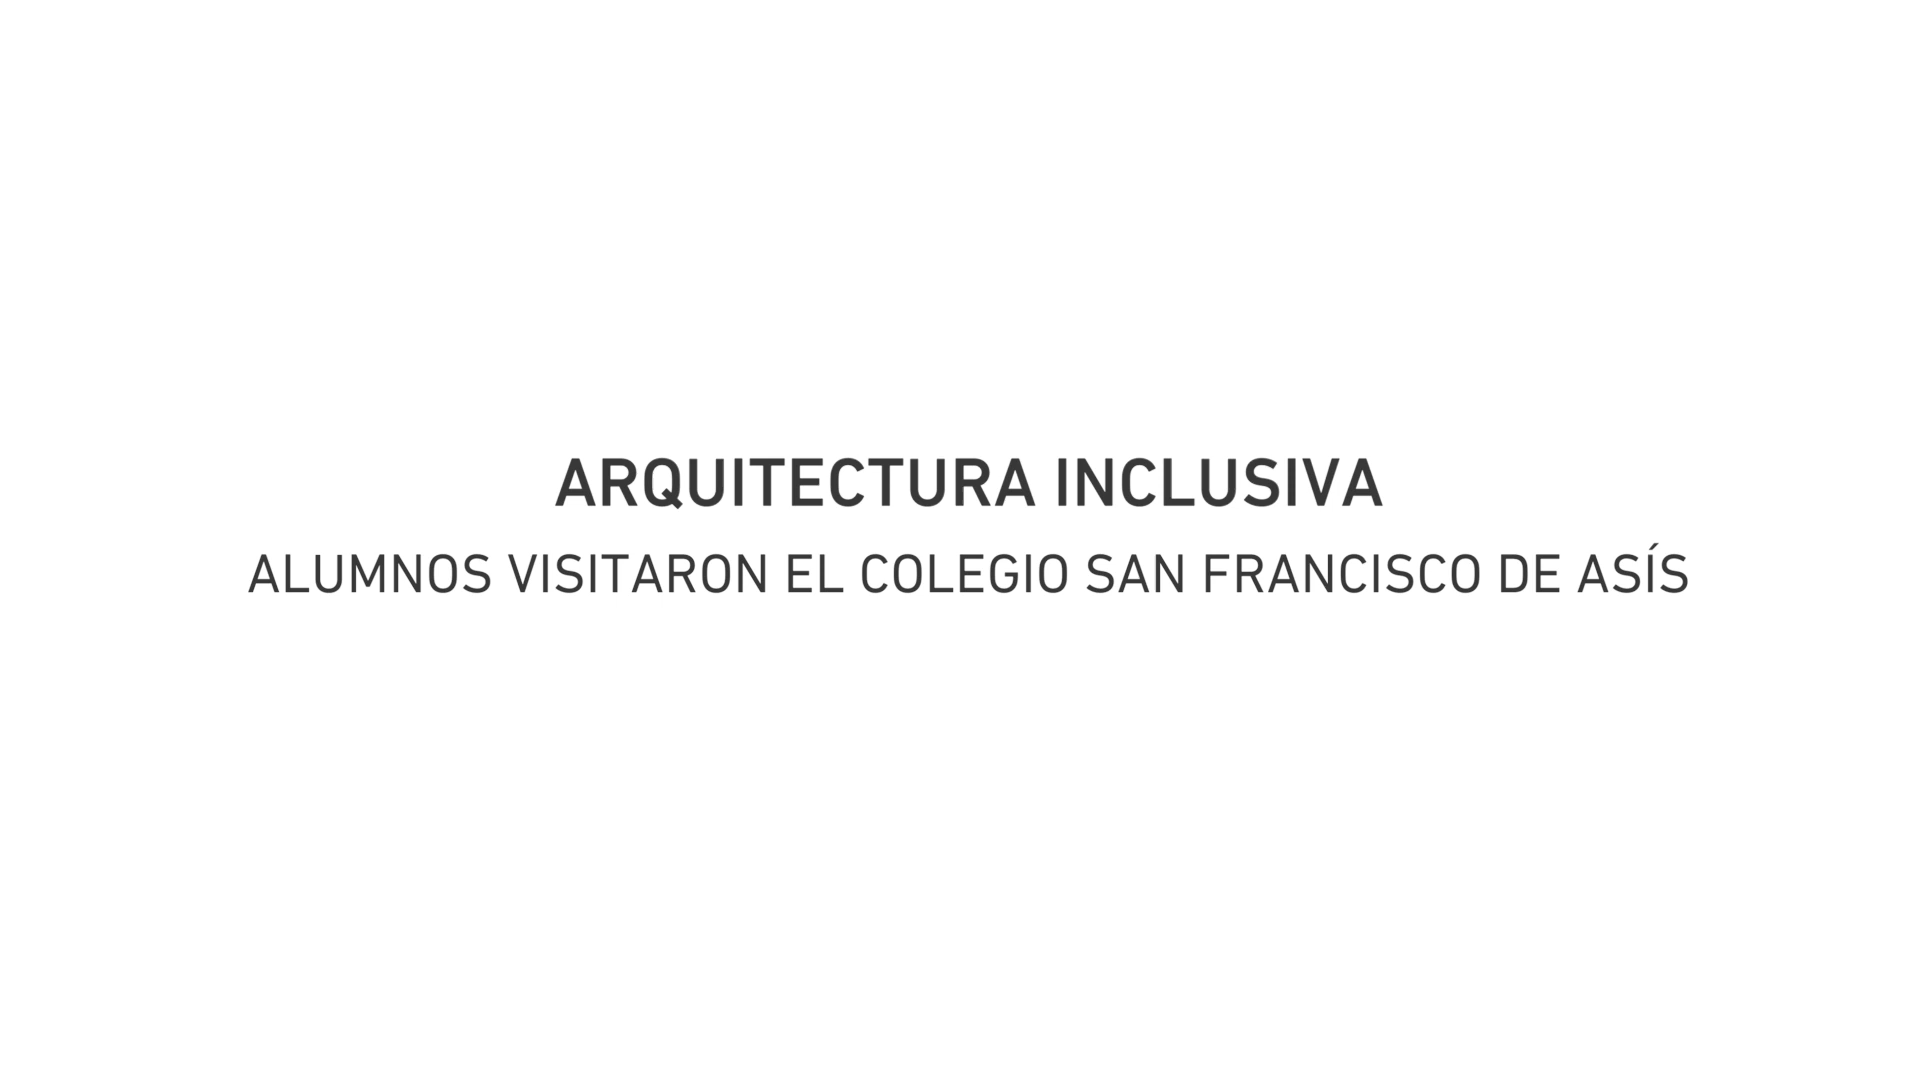 ARQUITECTURA INCLUSIVA
ALUMNOS VISITARON EL COLEGIO SAN FRANCISCO DE ASÍS